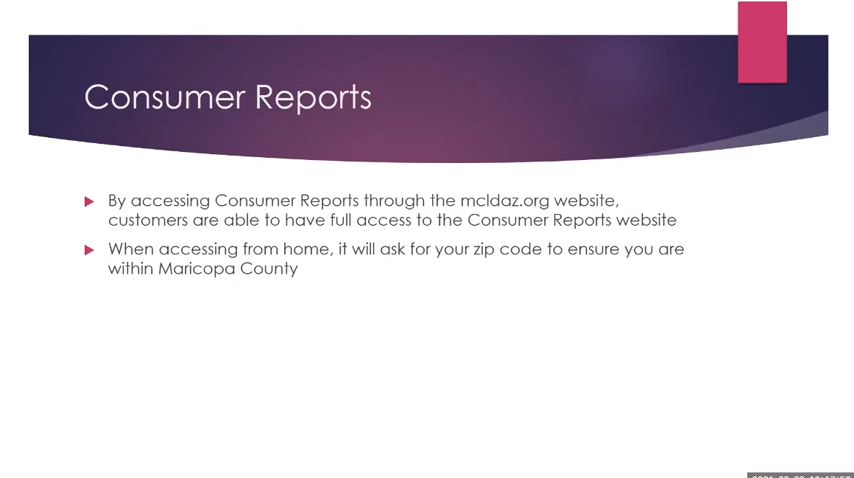 Consumer Reports
By accessing Consumer Reports through the mcldaz.org website,
customers are able to have full access to the Consumer Reports website
When accessing from home, it will ask for your zip code to ensure you are
within Maricopa County